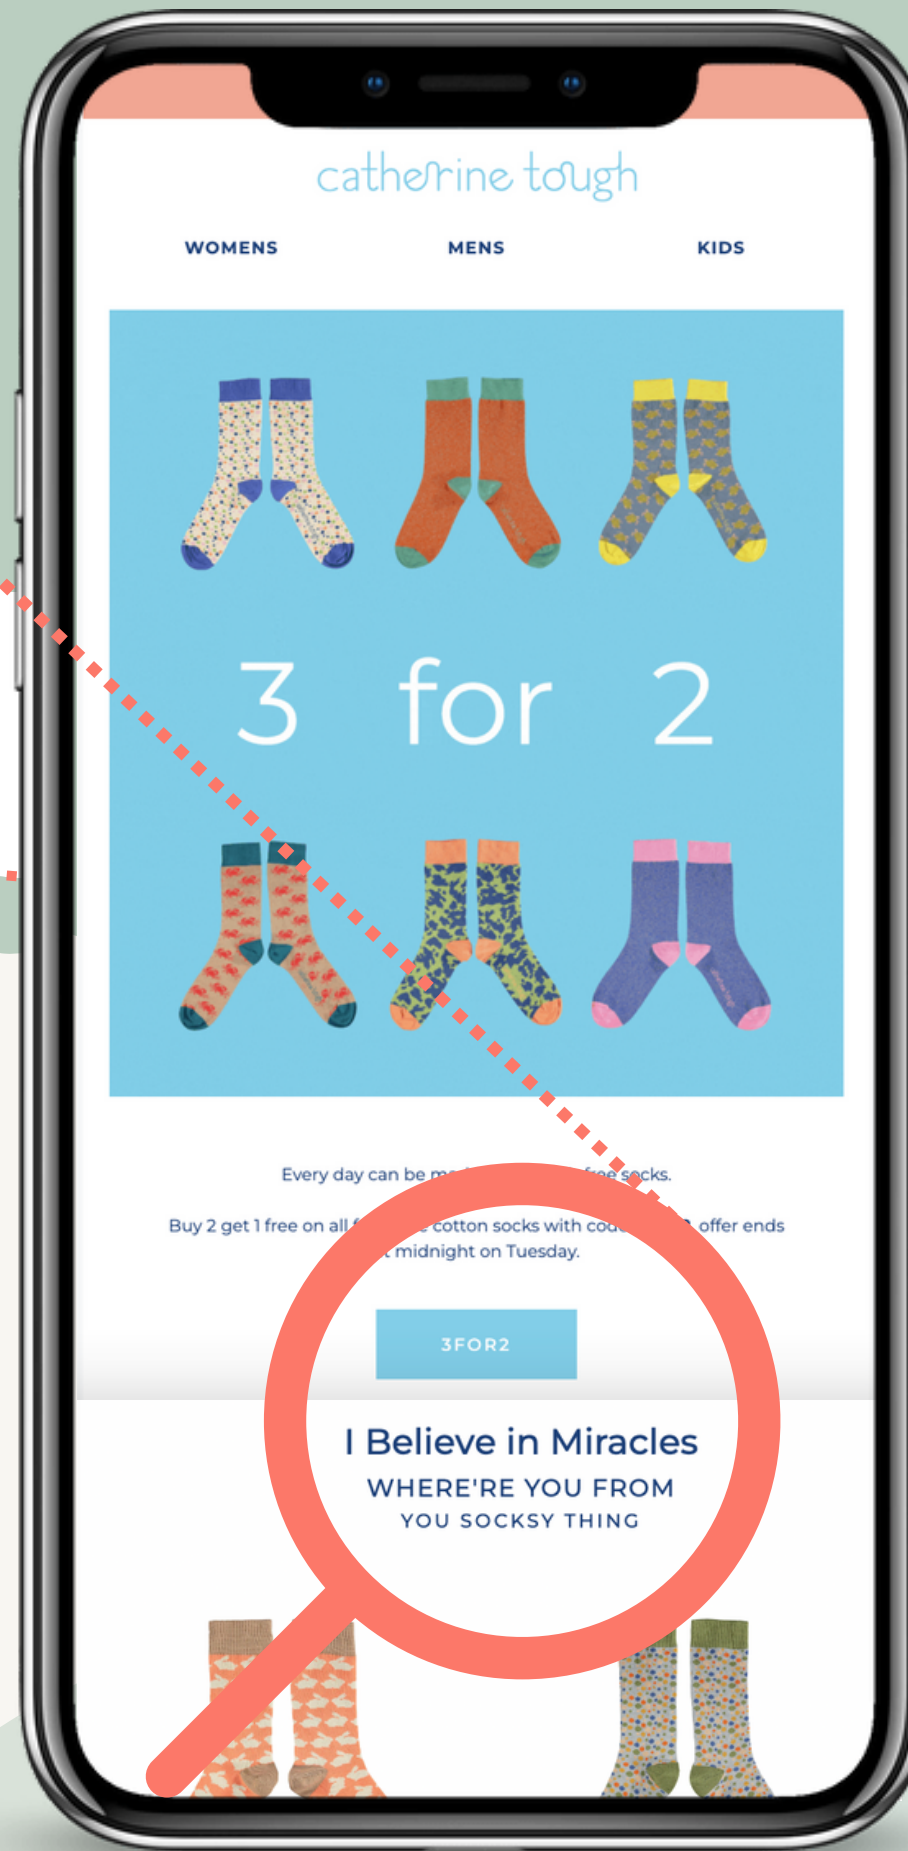 catherine tough
WOMENS MENS KIDS
3 for 2
Every day can be free socks.
Buy 2 get 1 free on all cotton socks with offer ends
midnight on Tuesday.
3FOR2
I Believe in Miracles
WHERE'RE YOU FROM
YOU SOCKSY THING